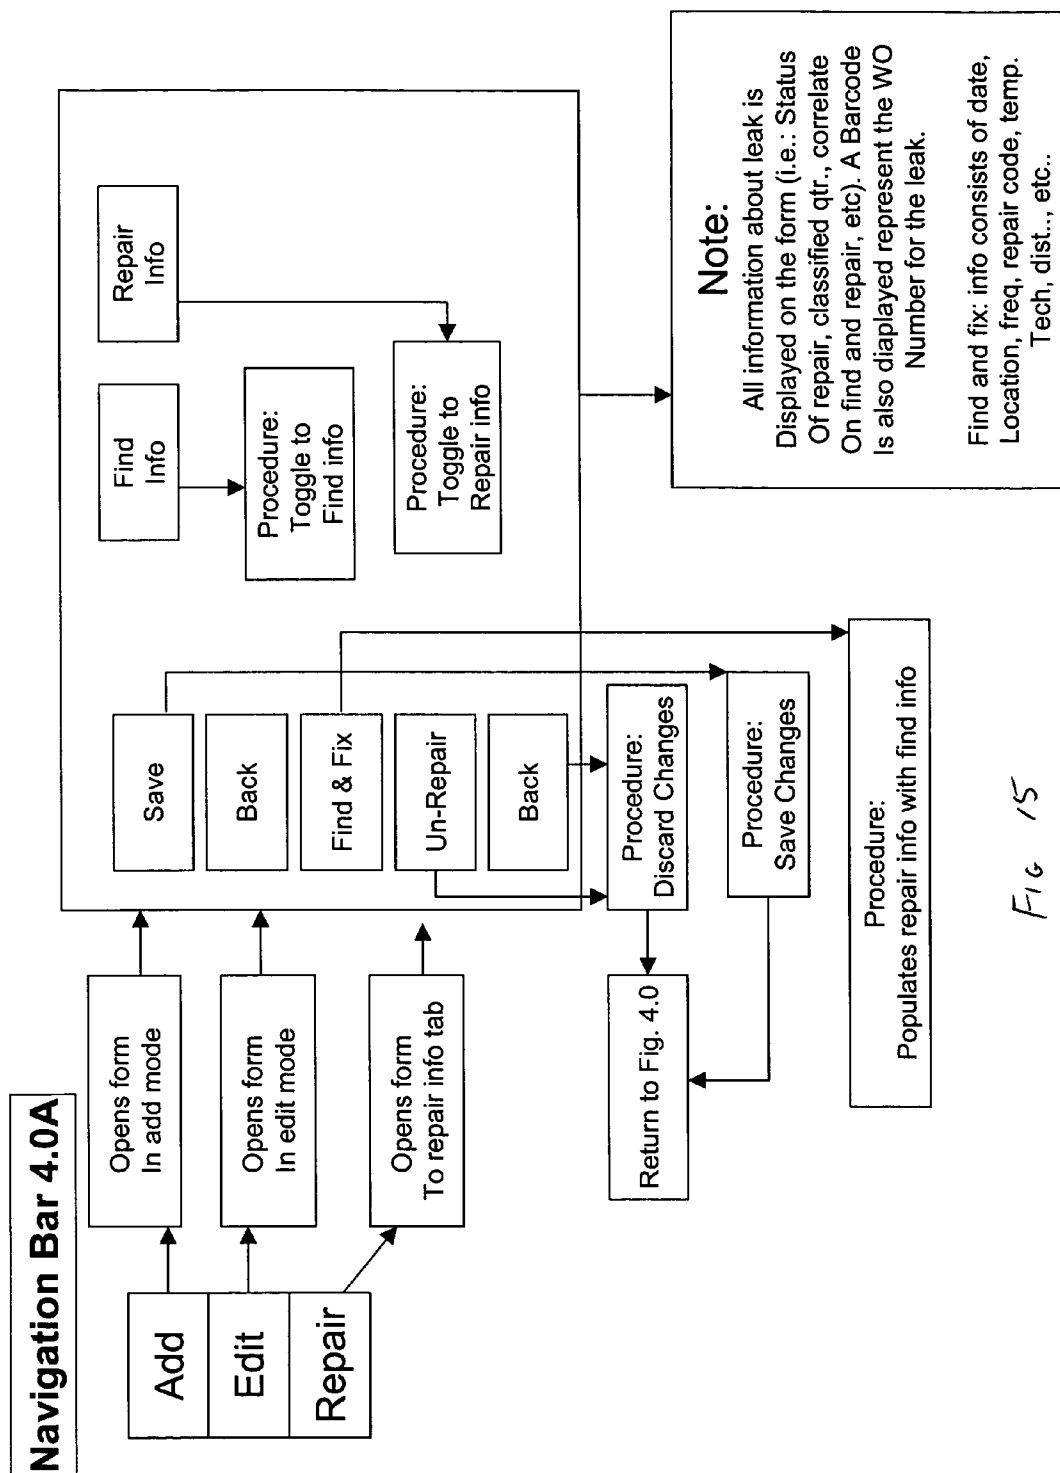 Navigation Bar 4.0A
Add
Edit
Repair
Opens form
In add mode
Opens form
In edit mode
Opens form
To repair info tab
Save
Back
Find & Fix
Un-Repair
Back
Find
Info
Repair
Info
Procedure:
Toggle to
Find info
Procedure:
Toggle to
Repair info
Procedure:
Discard Changes
Procedure:
Save Changes
Return to Fig. 4.0
Procedure:
Populates repair info with find info
Note:
All information about leak is
Displayed on the form (i.e.: Status
Of repair, classified qtr., correlate
On find and repair, etc). A Barcode
Is also diaplayed represent the WO
Number for the leak.
Find and fix: info consists of date,
Location, freq, repair code, temp.
Tech, dist.., etc..
FIG 15